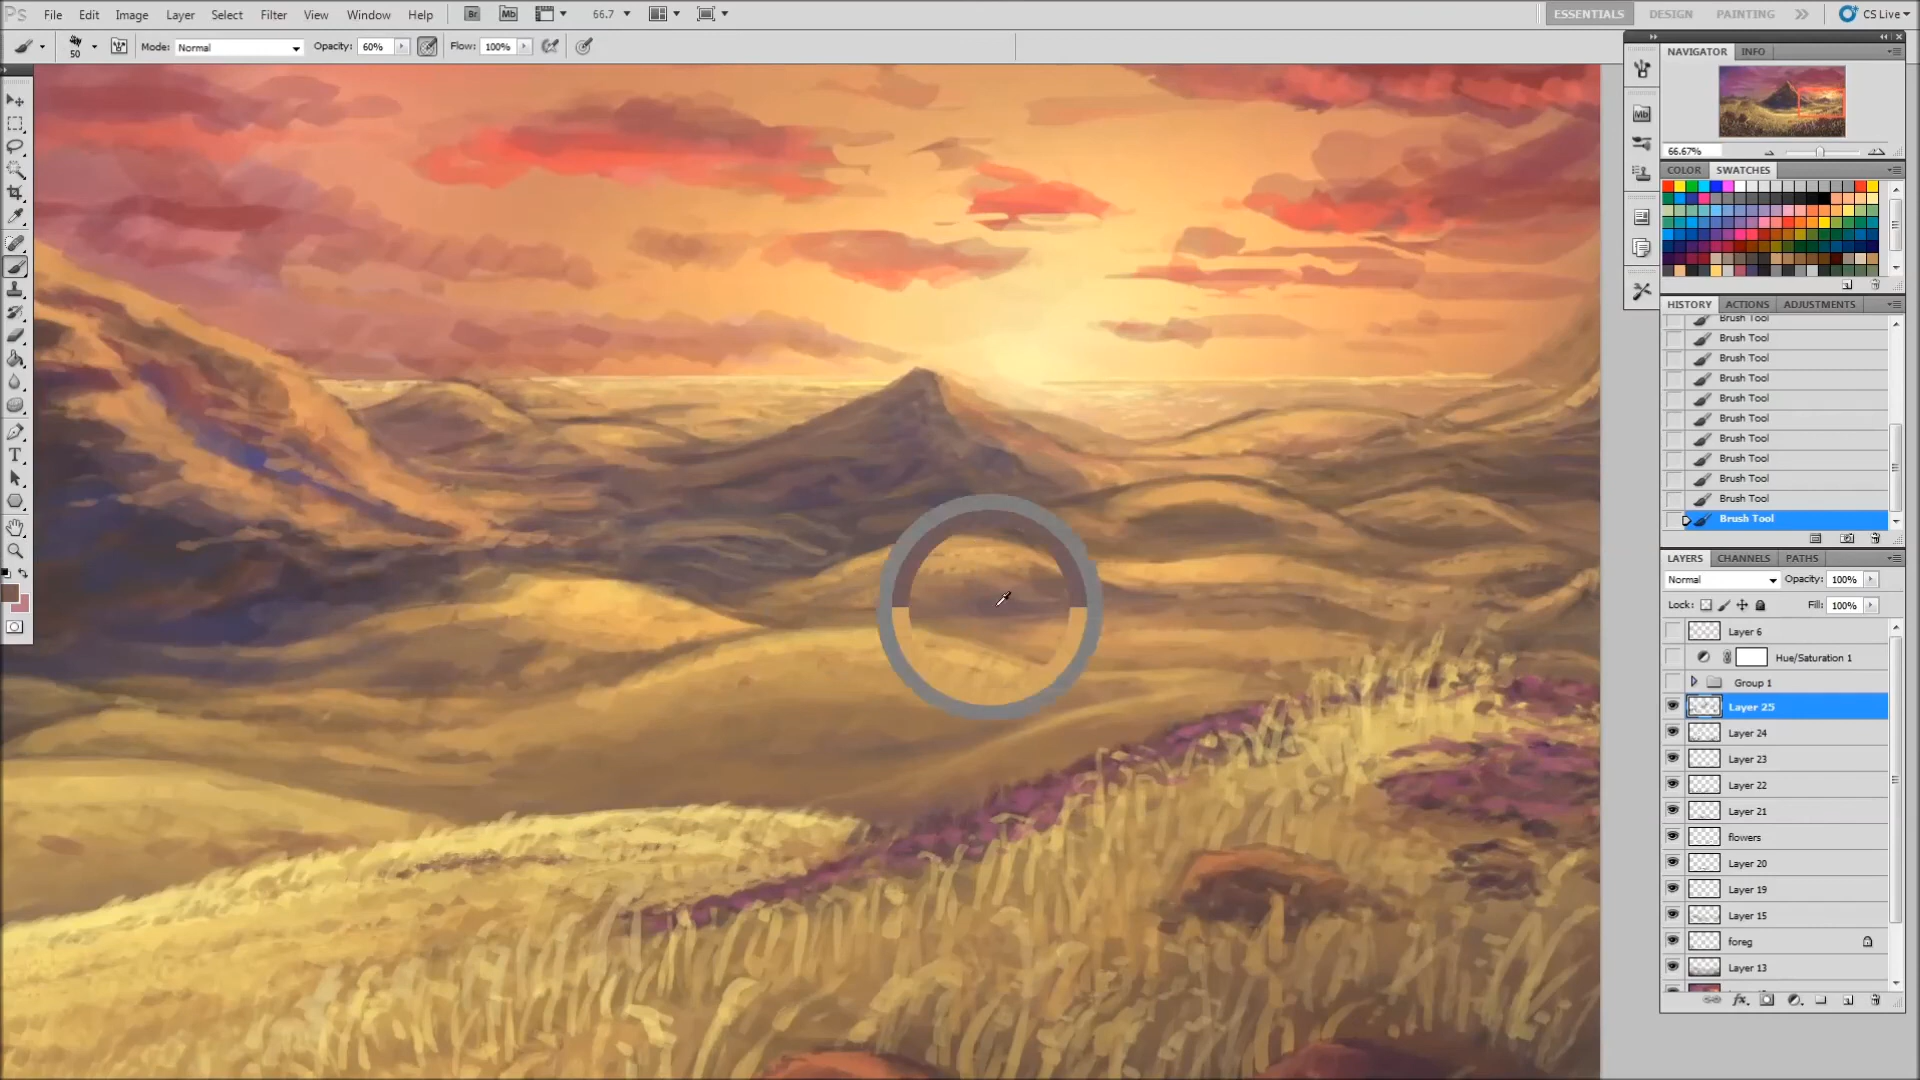 Ps File Edit Image Layer Select Filter View Window Help Br Mb 66.7 ESSENTIALS DESIGN PAINTING CS Live
50 Mode: Normal Opacity: 60% Flow: 100%
NAVIGATOR INFO
66.67%
COLOR SWATCHES
HISTORY ACTIONS ADJUSTMENTS
Brush Tool
Brush Tool
Brush Tool
Brush Tool
Brush Tool
Brush Tool
Brush Tool
Brush Tool
Brush Tool
Brush Tool
Brush Tool
LAYERS CHANNELS PATHS
Normal Opacity: 100%
Lock: Fill: 100%
Layer 6
Hue/Saturation 1
Group 1
Layer 25
Layer 24
Layer 23
Layer 22
Layer 21
flowers
Layer 20
Layer 19
Layer 15
foreg
Layer 13